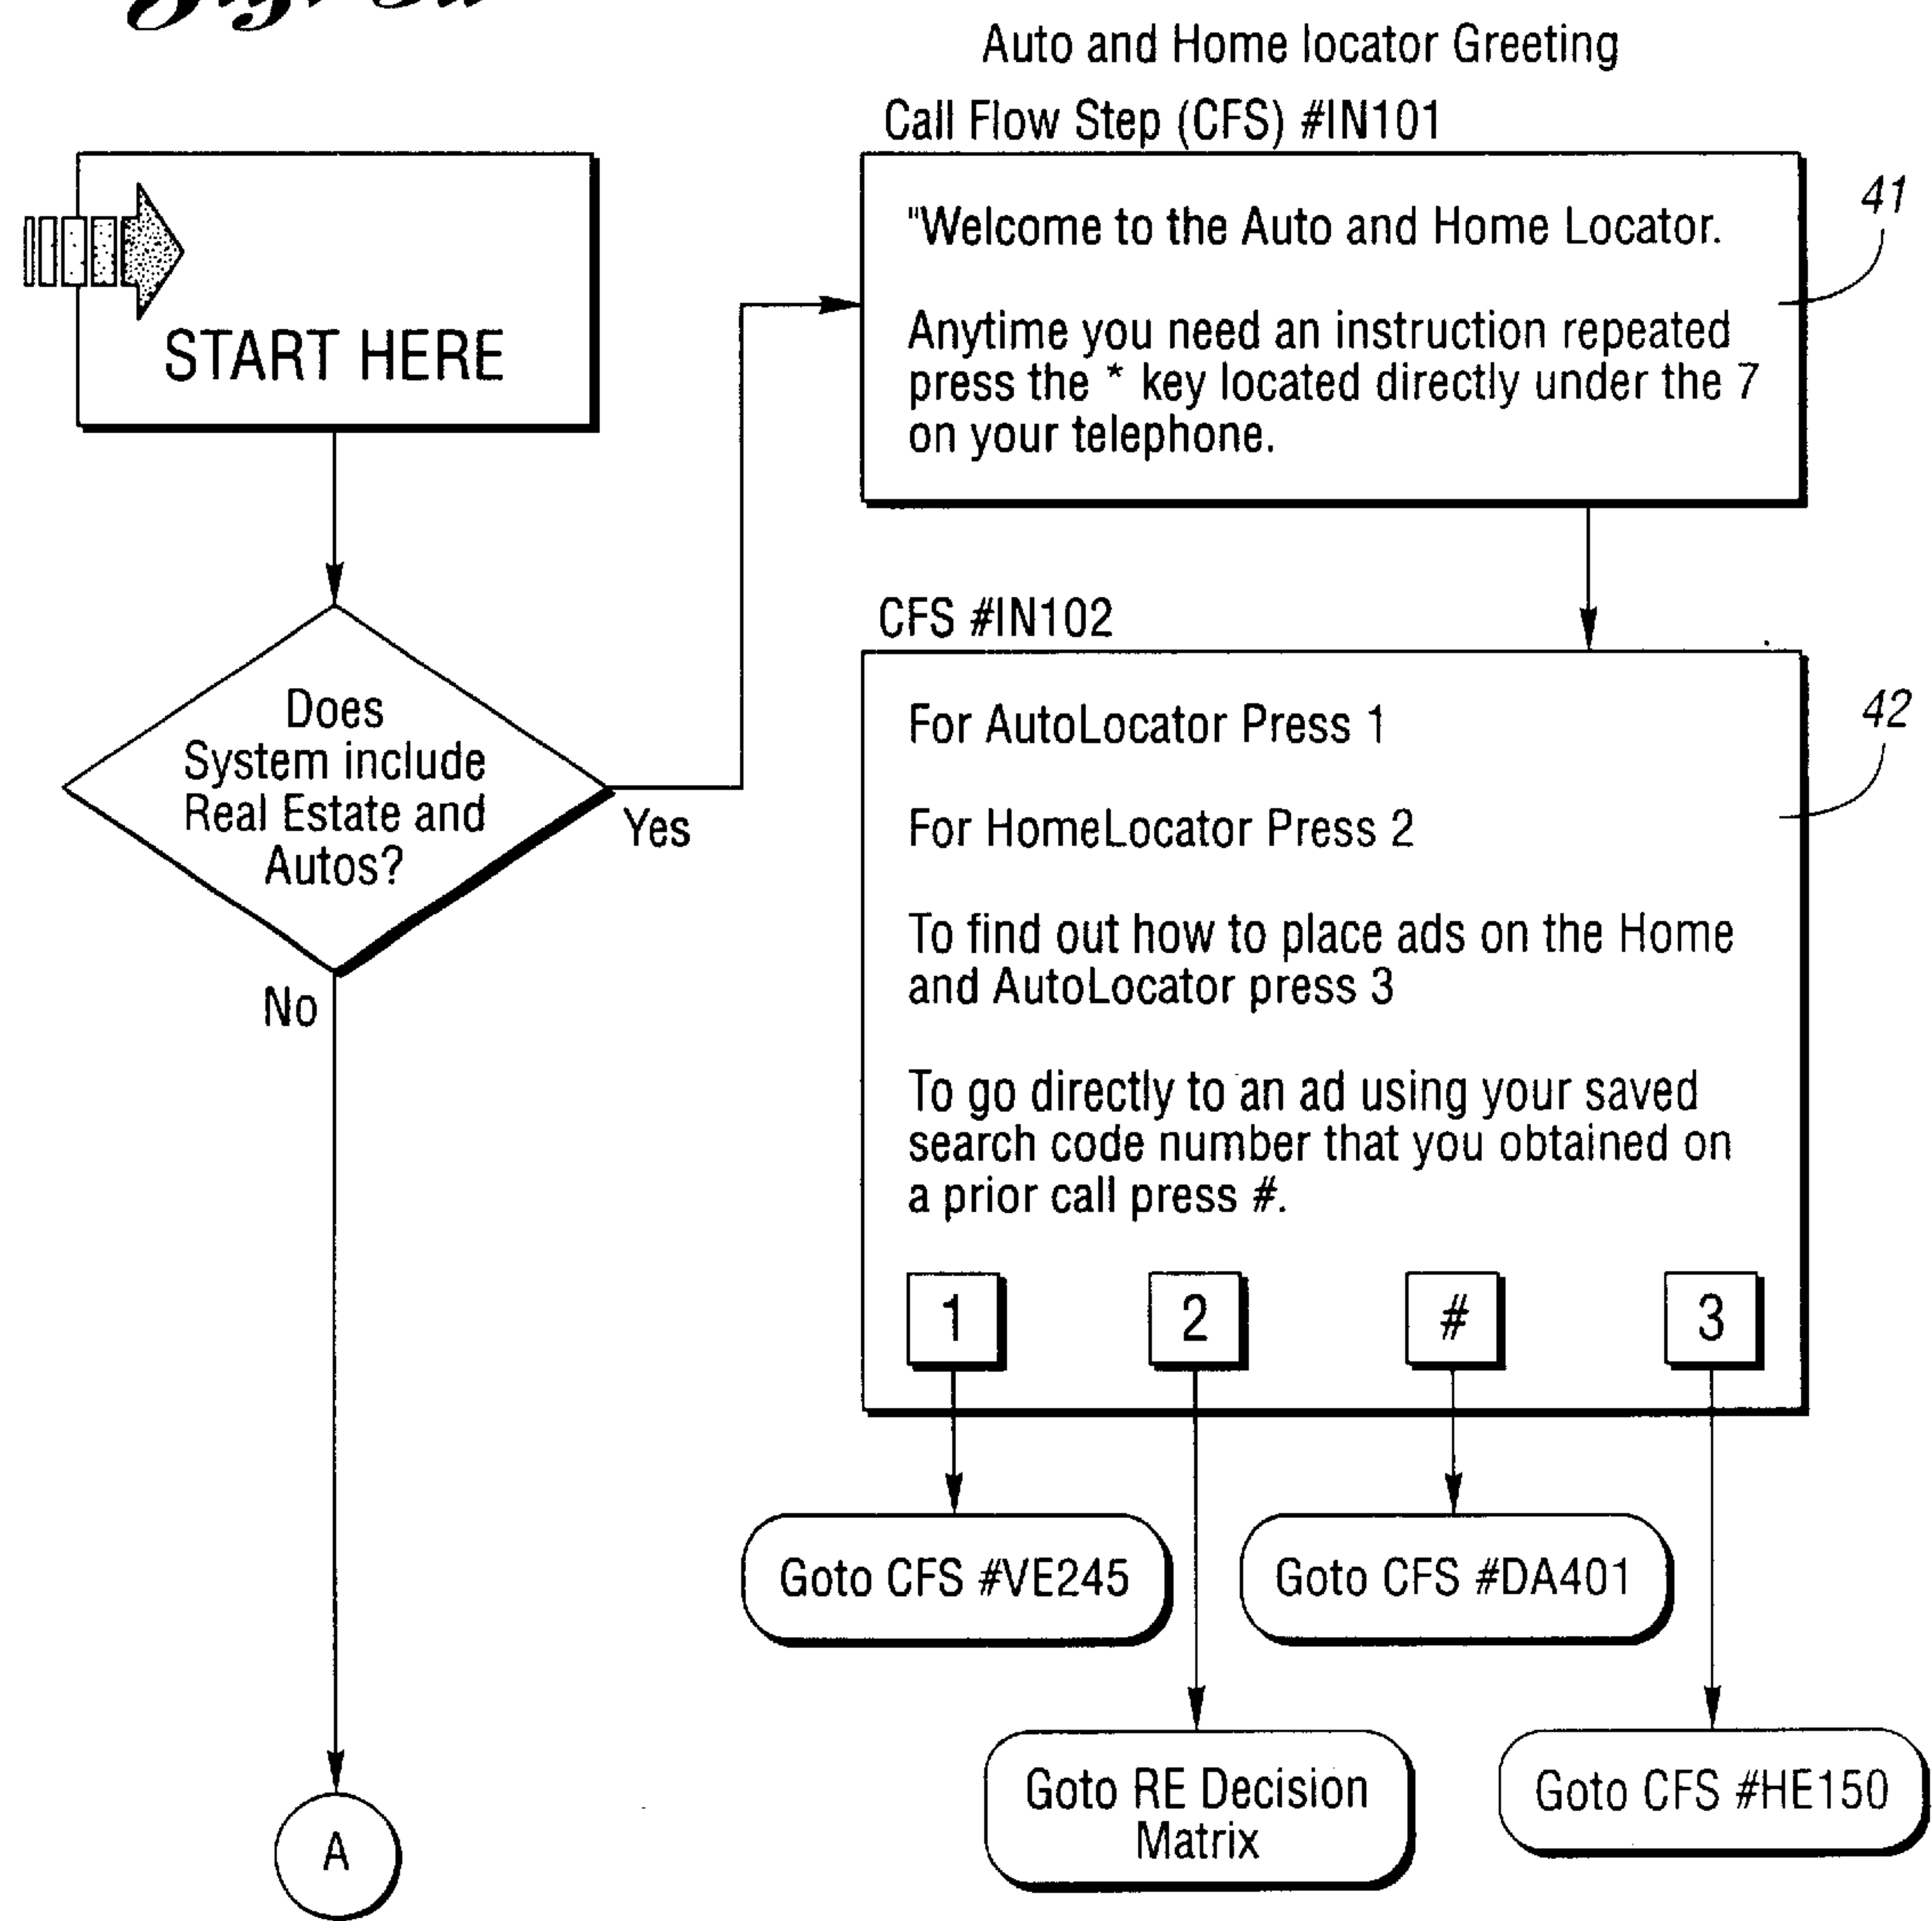 Auto and Home locator Greeting
Call Flow Step (CFS) #IN101
START HERE
"Welcome to the Auto and Home Locator.
Anytime you need an instruction repeated
press the * key located directly under the 7
on your telephone.
41
Does
System include
Real Estate and
Autos?
Yes
No
A
CFS #IN102
For AutoLocator Press 1
For HomeLocator Press 2
To find out how to place ads on the Home
and AutoLocator press 3
To go directly to an ad using your saved
search code number that you obtained on
a prior call press #.
42
1
2
#
3
Goto CFS #VE245
Goto CFS #DA401
Goto RE Decision
Matrix
Goto CFS #HE150